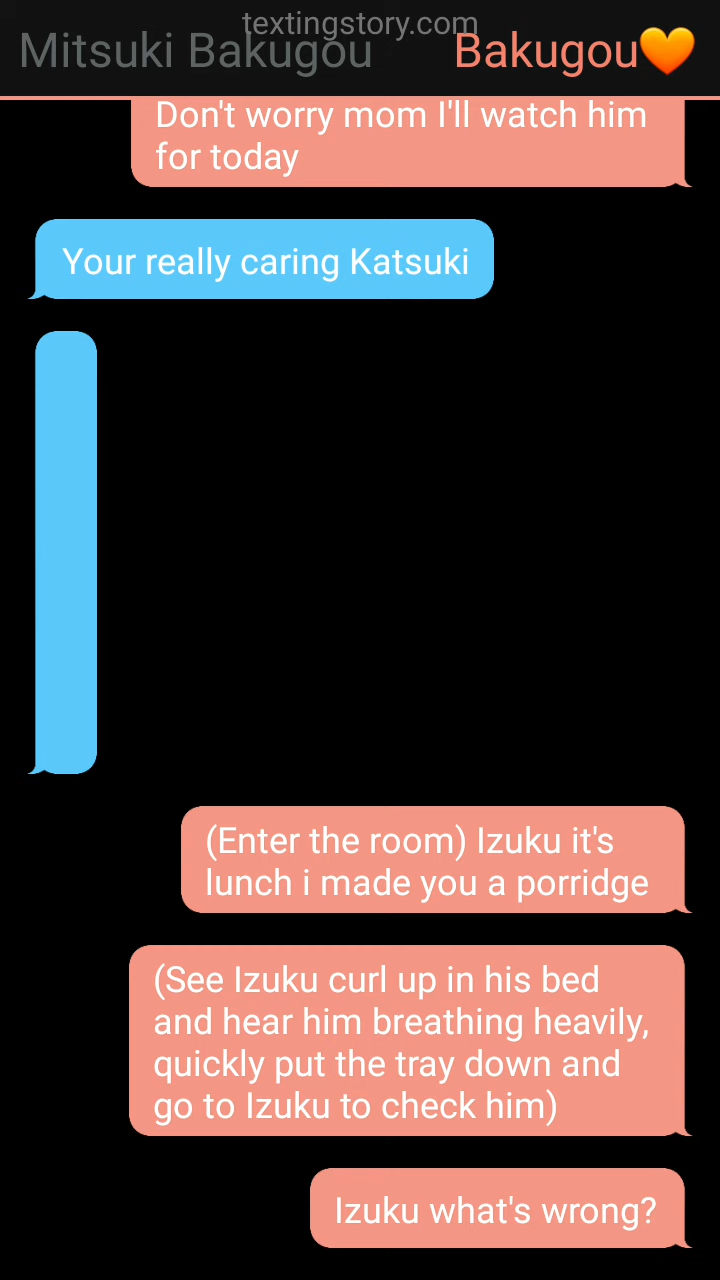 textingstory.com
Mitsuki Bakugou Bakugou🧡
Don't worry mom I'll watch him
for today
Your really caring Katsuki
(Enter the room) Izuku it's
lunch i made you a porridge
(See Izuku curl up in his bed
and hear him breathing heavily,
quickly put the tray down and
go to Izuku to check him)
Izuku what's wrong?